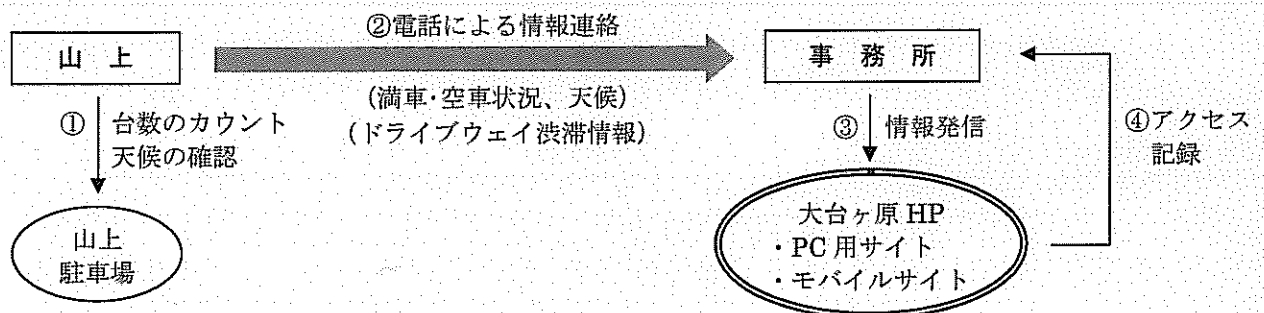 ②電話による情報連絡
山 上
事 務 所
(満車･空車状況、天候)
(ドライブウェイ渋滞情報)
① 台数のカウント
天候の確認
③ 情報発信
④アクセス
記録
山上
駐車場
大台ヶ原 HP
・PC 用サイト
・モバイルサイト